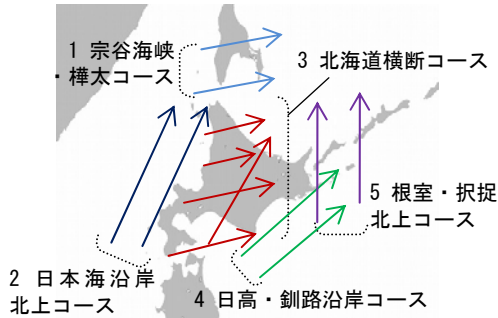 1 宗谷海峡
・樺太コース
3 北海道横断コース
5 根室・択捉
北上コース
2 日本海沿岸
北上コース
4 日高・釧路沿岸コース